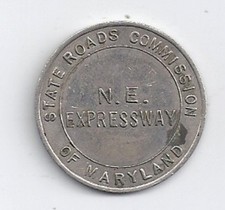 STATE ROADS COMMISSION
N.E.
EXPRESSWAY
OF MARYLAND